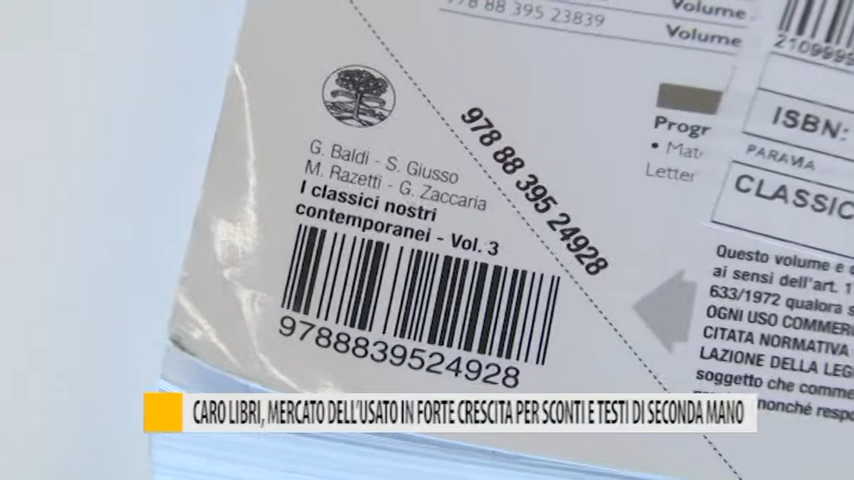 978 88 395 23839
Volume
Volume
ISBN:
PARAVIA
CLASSIC
Progr
• Mat
Letter
978 88 395 24928
G. Baldi - S. Giusso
M. Razetti - G. Zaccaria
I classici nostri
contemporanei - Vol. 3
9788839524928
Questo volume e
ai sensi dell'art. 1
633/1972 qualora s
OGNI USO COMMER
CITATA NORMATIVA
LAZIONE DELLA LEG
soggetto che comme
nonché respo
CARO LIBRI, MERCATO DELL'USATO IN FORTE CRESCITA PER SCONTI E TESTI DI SECONDA MANO